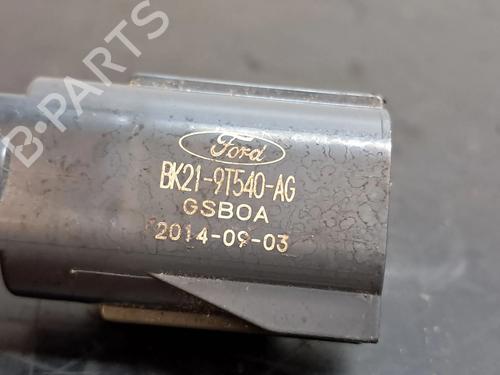 B-PARTS
Ford
BK21-9T540-AG
GSBOA
2014-09-03